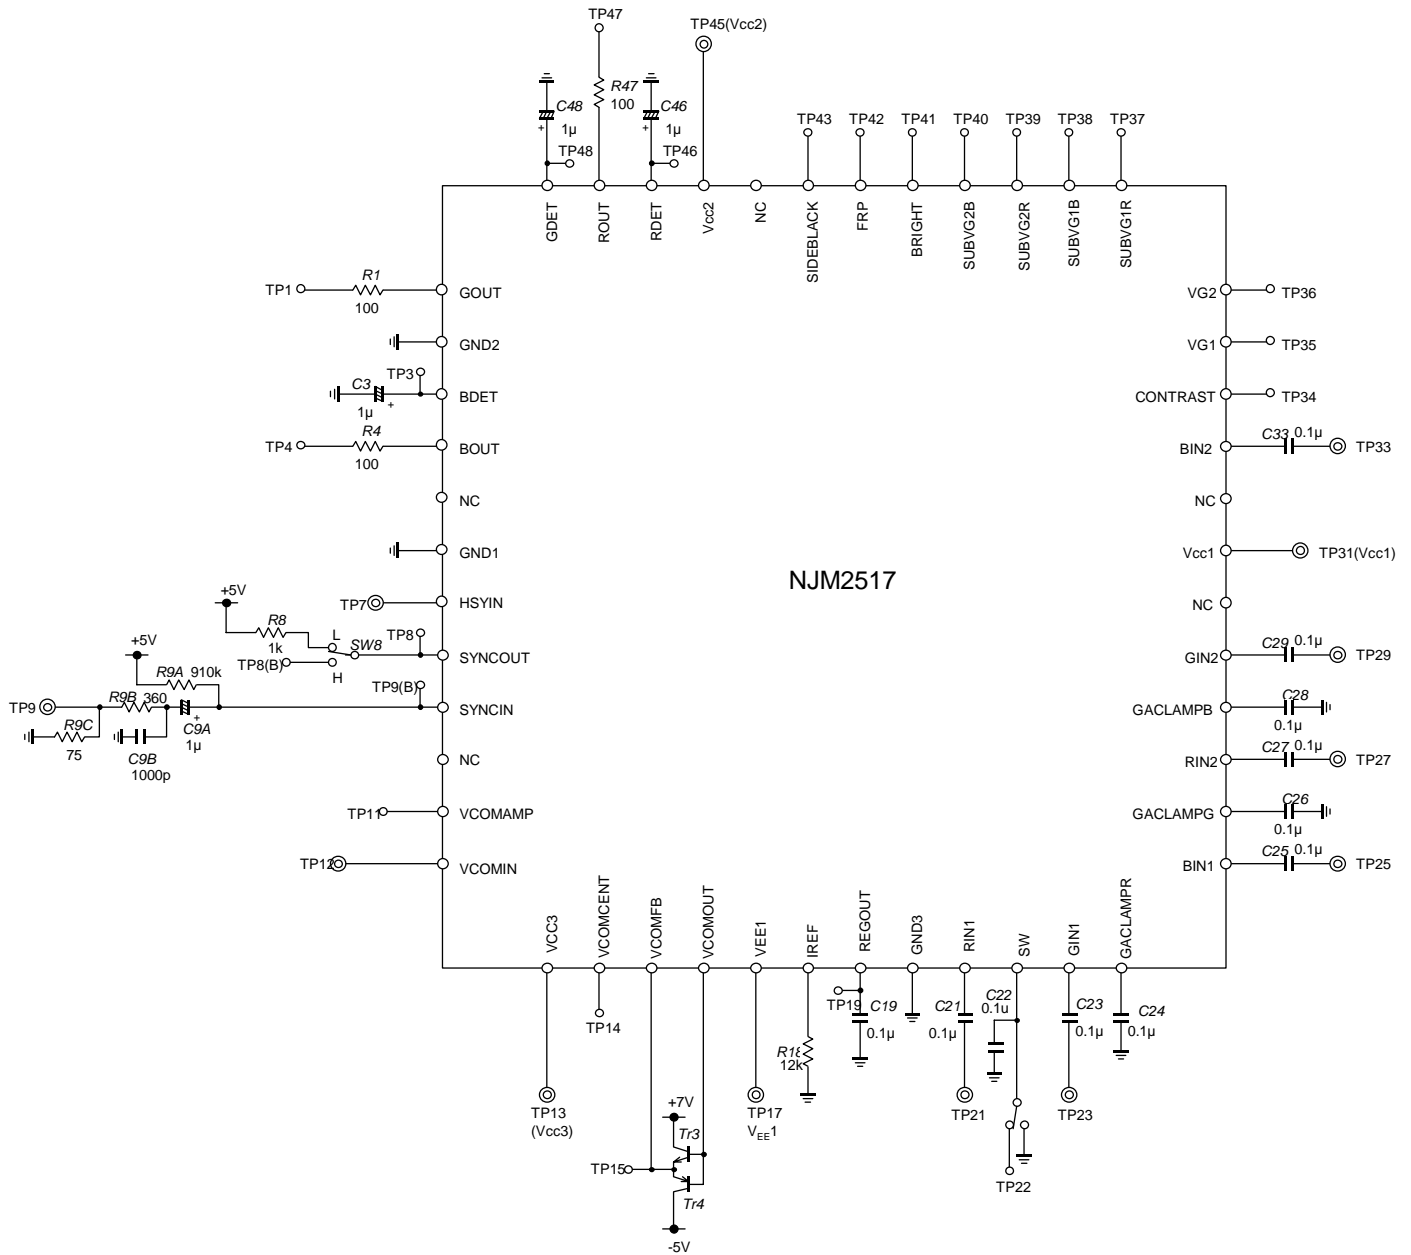 TP47
TP45(Vcc2)
C48
1µ
+
TP48
R47
100
C46
1µ
+
TP46
TP43
TP42
TP41
TP40
TP39
TP38
TP37
GDET
ROUT
RDET
Vcc2
NC
SIDEBLACK
FRP
BRIGHT
SUBVG2B
SUBVG2R
SUBVG1B
SUBVG1R
TP1
R1
100
GOUT
GND2
TP3
C3
1µ
+
BDET
TP4
R4
100
BOUT
NC
GND1
TP7
HSYIN
+5V
R8
1k
L
SW8
H
TP8(B)
TP8
SYNCOUT
+5V
R9A 910k
TP9(B)
TP9
R9B 360
+
C9A
1µ
R9C
75
C9B
1000p
SYNCIN
NC
TP11
VCOMAMP
TP12
VCOMIN
NJM2517
VG2
TP36
VG1
TP35
CONTRAST
TP34
BIN2
C33 0.1µ
TP33
NC
Vcc1
TP31(Vcc1)
NC
GIN2
C29 0.1µ
TP29
GACLAMPB
C28
0.1µ
RIN2
C27 0.1µ
TP27
GACLAMPG
C26
0.1µ
BIN1
C25 0.1µ
TP25
VCC3
VCOMCENT
VCOMFB
VCOMOUT
VEE1
IREF
REGOUT
GND3
RIN1
SW
GIN1
GACLAMPR
TP13
(Vcc3)
TP14
TP15
+7V
Tr3
Tr4
-5V
TP17
VEE1
R18
12k
TP19
C19
0.1µ
C21
0.1µ
TP21
C22
0.1u
TP22
C23
0.1µ
TP23
C24
0.1µ